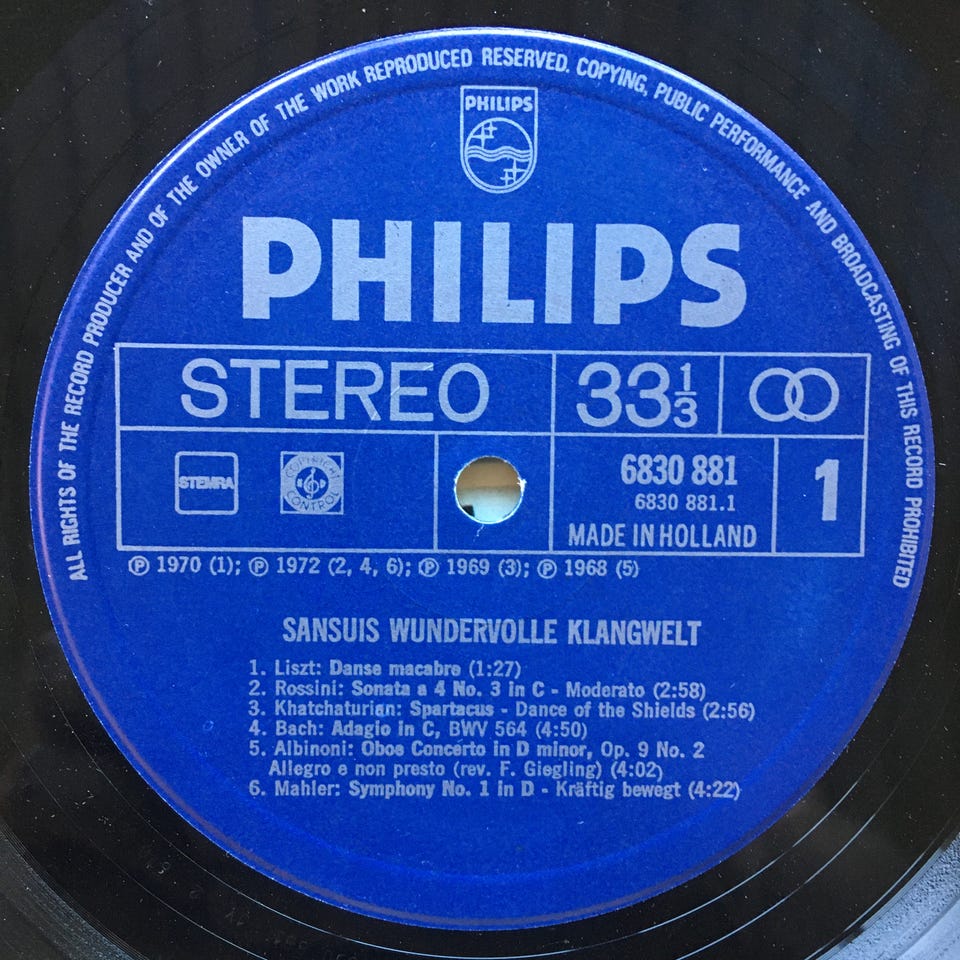 ALL RIGHTS OF THE RECORD PRODUCER AND OF THE OWNER OF THE WORK REPRODUCED RESERVED. COPYING, PUBLIC PERFORMANCE AND BROADCASTING OF THIS RECORD PROHIBITED
PHILIPS
PHILIPS
STEREO
33 1/3
STEMRA
COPYRIGHT CONTROL
6830 881
6830 881.1
MADE IN HOLLAND
1
℗ 1970 (1); ℗ 1972 (2, 4, 6); ℗ 1969 (3); ℗ 1968 (5)
SANSUIS WUNDERVOLLE KLANGWELT
1. Liszt: Danse macabre (1:27)
2. Rossini: Sonata a 4 No. 3 in C - Moderato (2:58)
3. Khatchaturian: Spartacus - Dance of the Shields (2:56)
4. Bach: Adagio in C, BWV 564 (4:50)
5. Albinoni: Oboe Concerto in D minor, Op. 9 No. 2
Allegro e non presto (rev. F. Giegling) (4:02)
6. Mahler: Symphony No. 1 in D - Kräftig bewegt (4:22)